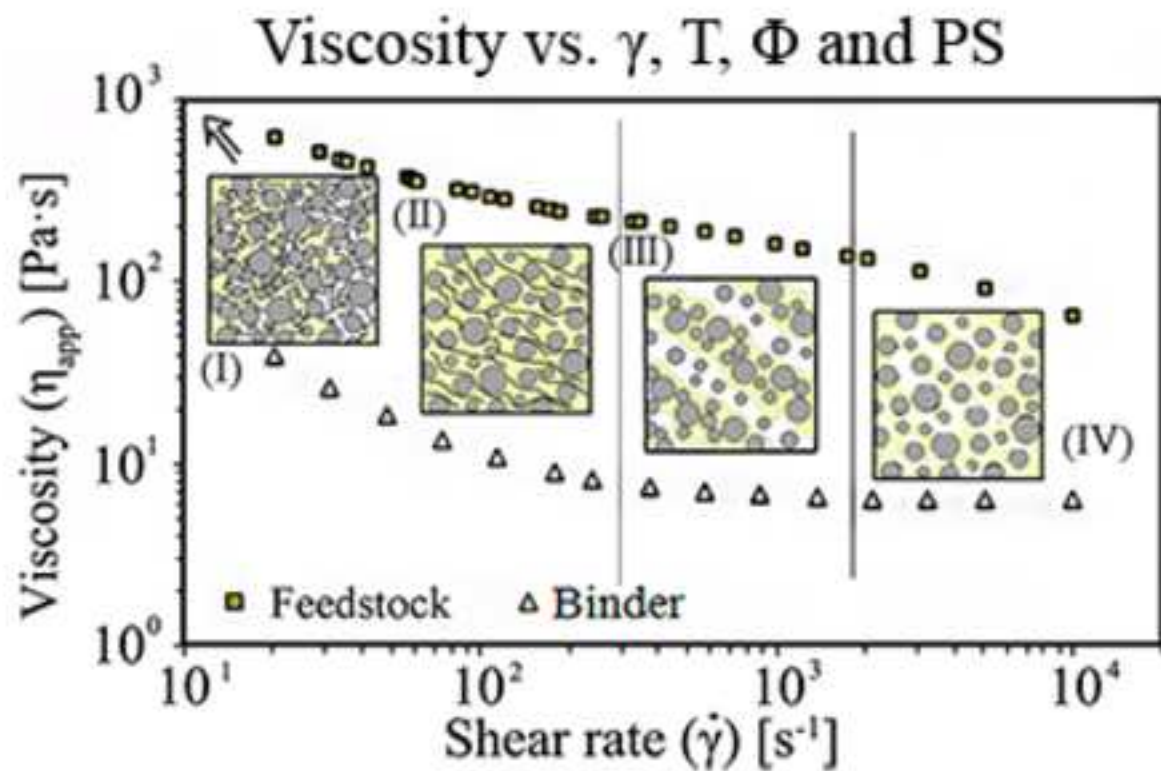 Viscosity vs. γ, T, Φ and PS
10³
10²
10¹
10⁰
Viscosity (η_app) [Pa·s]
(I)
(II)
(III)
(IV)
Feedstock
Binder
10¹
10²
10³
10⁴
Shear rate (γ̇) [s⁻¹]